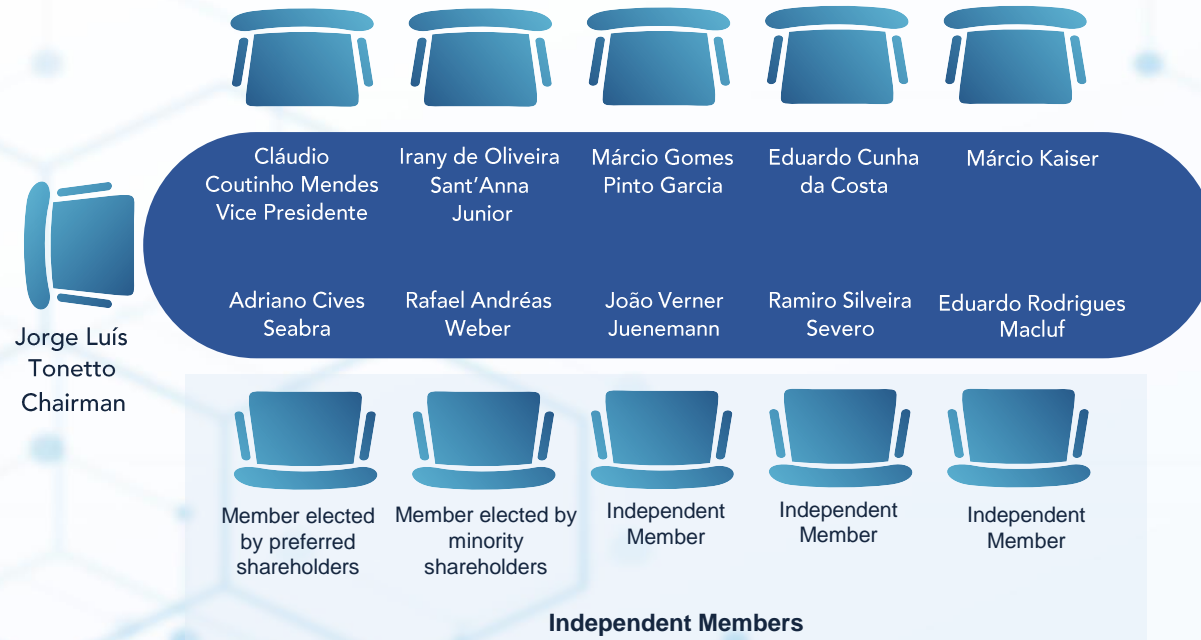 Cláudio
Coutinho Mendes
Vice Presidente
Irany de Oliveira
Sant’Anna
Junior
Márcio Gomes
Pinto Garcia
Eduardo Cunha
da Costa
Márcio Kaiser
Adriano Cives
Seabra
Rafael Andréas
Weber
João Verner
Juenemann
Ramiro Silveira
Severo
Eduardo Rodrigues
Macluf
Jorge Luís
Tonetto
Chairman
Member elected
by preferred
shareholders
Member elected by
minority
shareholders
Independent
Member
Independent
Member
Independent
Member
Independent Members